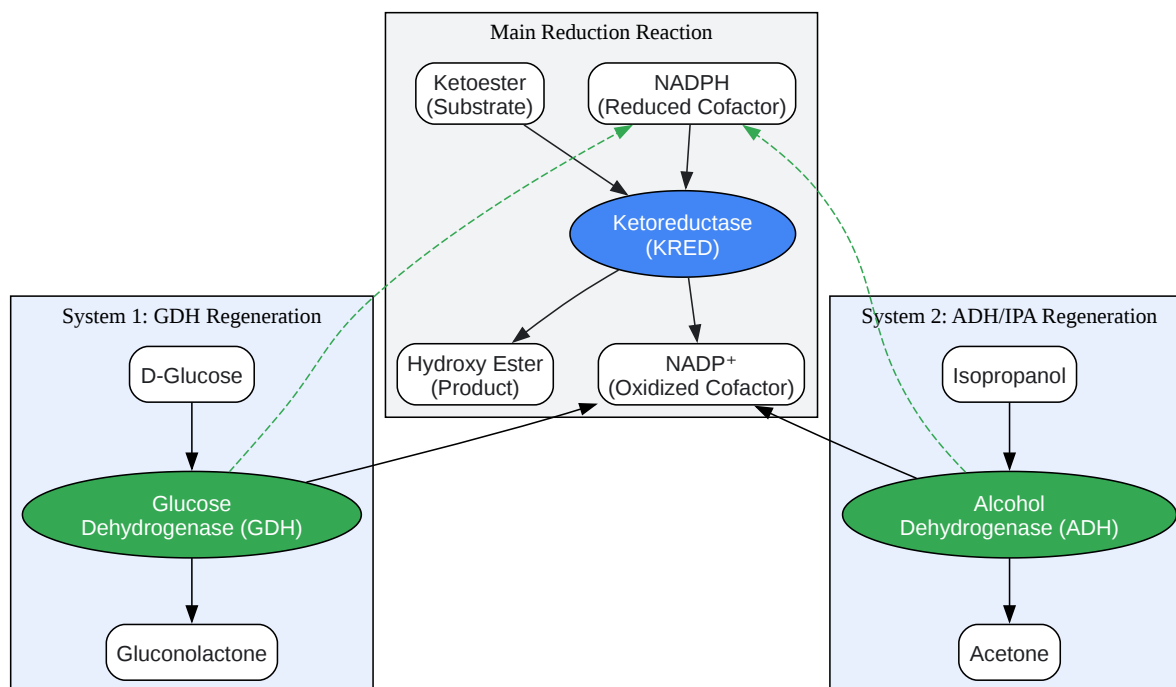 Main Reduction Reaction
Ketoester
(Substrate)
NADPH
(Reduced Cofactor)
Ketoreductase
(KRED)
Hydroxy Ester
(Product)
NADP⁺
(Oxidized Cofactor)
System 1: GDH Regeneration
D-Glucose
Glucose
Dehydrogenase (GDH)
Gluconolactone
System 2: ADH/IPA Regeneration
Isopropanol
Alcohol
Dehydrogenase (ADH)
Acetone